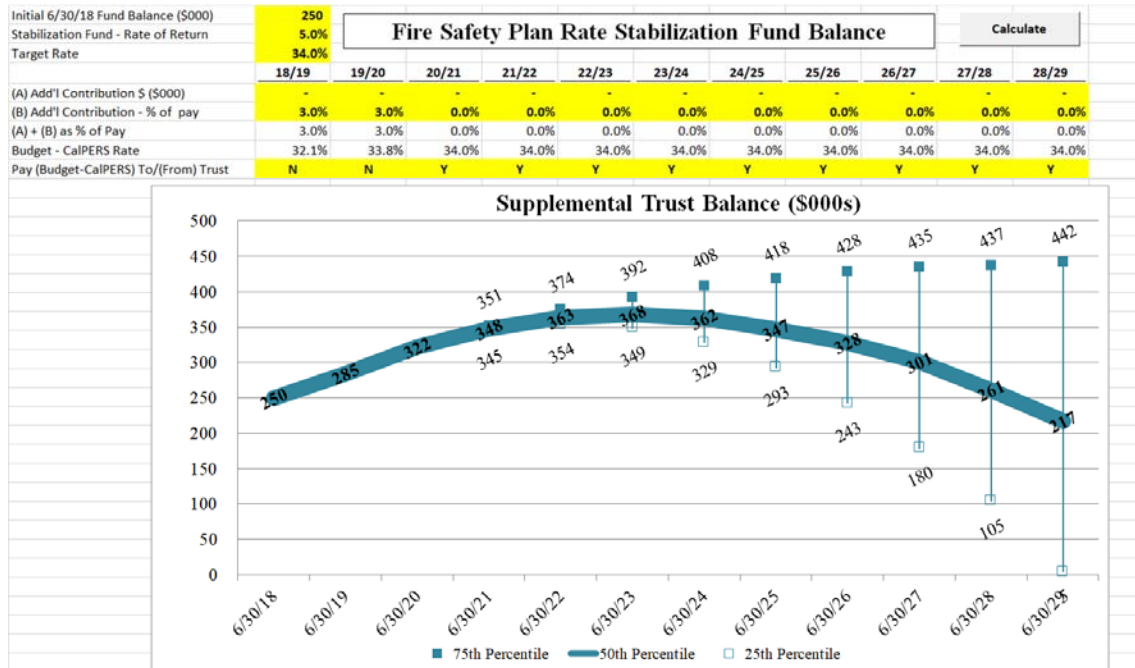 Initial 6/30/18 Fund Balance ($000) 250
Stabilization Fund - Rate of Return 5.0%
Target Rate 34.0%
Fire Safety Plan Rate Stabilization Fund Balance
Calculate
18/19 19/20 20/21 21/22 22/23 23/24 24/25 25/26 26/27 27/28 28/29
(A) Add'l Contribution $ ($000) - - - - - - - - - - -
(B) Add'l Contribution - % of pay 3.0% 3.0% 0.0% 0.0% 0.0% 0.0% 0.0% 0.0% 0.0% 0.0% 0.0%
(A) + (B) as % of Pay 3.0% 3.0% 0.0% 0.0% 0.0% 0.0% 0.0% 0.0% 0.0% 0.0% 0.0%
Budget - CalPERS Rate 32.1% 33.8% 34.0% 34.0% 34.0% 34.0% 34.0% 34.0% 34.0% 34.0% 34.0%
Pay (Budget-CalPERS) To/(From) Trust N N Y Y Y Y Y Y Y Y Y
Supplemental Trust Balance ($000s)
500
450
400
350
300
250
200
150
100
50
0
351 374 392 408 418 428 435 437 442
250 285 322 348 363 368 362 347 328 301 261 217
345 354 349 329 293 243 180 105
6/30/18 6/30/19 6/30/20 6/30/21 6/30/22 6/30/23 6/30/24 6/30/25 6/30/26 6/30/27 6/30/28 6/30/29
75th Percentile 50th Percentile 25th Percentile